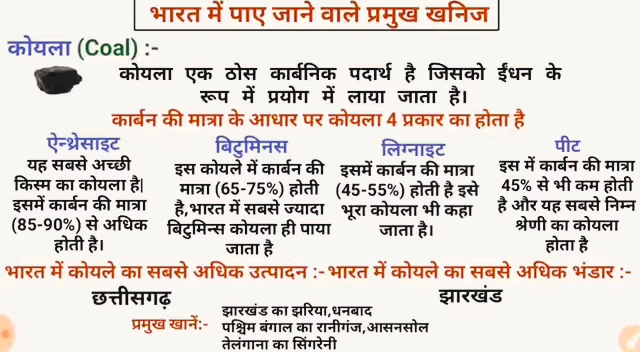 भारत में पाए जाने वाले प्रमुख खनिज
कोयला (Coal) :-
कोयला एक ठोस कार्बनिक पदार्थ है जिसको ईंधन के
रूप में प्रयोग में लाया जाता है।
कार्बन की मात्रा के आधार पर कोयला 4 प्रकार का होता है
ऐन्थ्रेसाइट
यह सबसे अच्छी
किस्म का कोयला है|
इसमें कार्बन की मात्रा
(85-90%) से अधिक
होती है।
बिटुमिनस
इस कोयले में कार्बन की
मात्रा (65-75%) होती
है,भारत में सबसे ज्यादा
बिटुमिन्स कोयला ही पाया
जाता है
लिग्नाइट
इसमें कार्बन की मात्रा
(45-55%) होती है इसे
भूरा कोयला भी कहा
जाता है।
पीट
इस में कार्बन की मात्रा
45% से भी कम होती
है और यह सबसे निम्न
श्रेणी का कोयला
होता है
भारत में कोयले का सबसे अधिक उत्पादन :-
छत्तीसगढ़
भारत में कोयले का सबसे अधिक भंडार :-
झारखंड
प्रमुख खानें:-
झारखंड का झरिया,धनबाद
पश्चिम बंगाल का रानीगंज,आसनसोल
तेलंगाना का सिंगरेनी